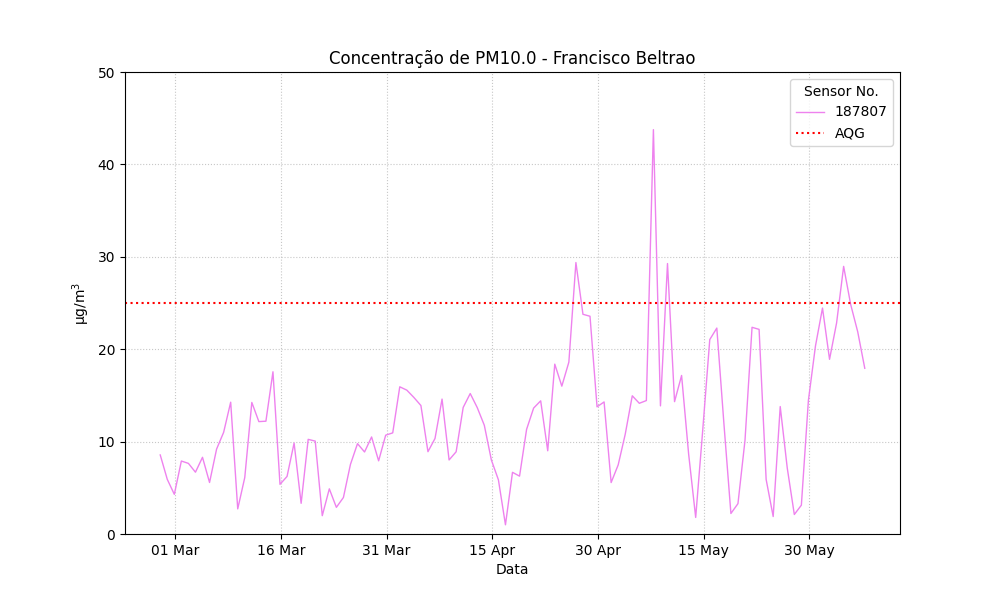 Concentração de PM10.0 - Francisco Beltrao
Sensor No.
187807
AQG
µg/m³
50
40
30
20
10
0
01 Mar
16 Mar
31 Mar
15 Apr
30 Apr
15 May
30 May
Data